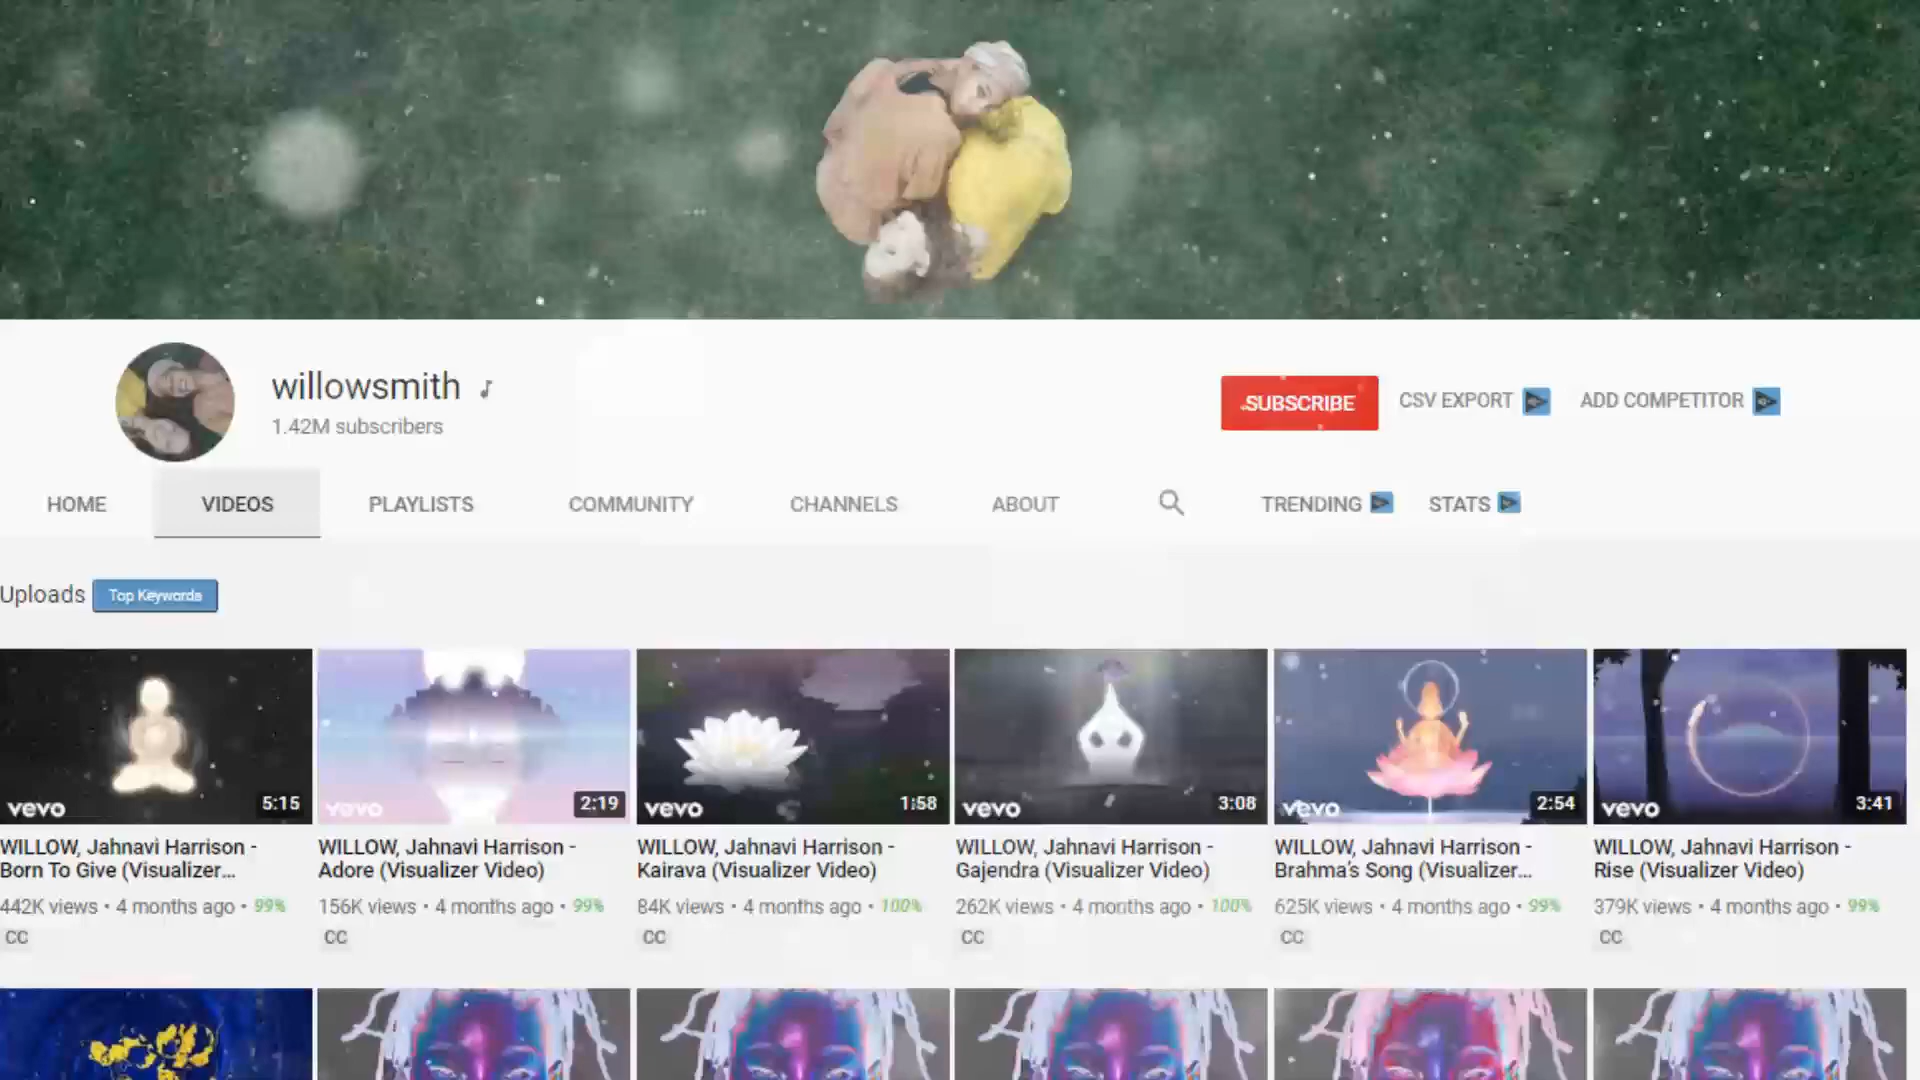 willowsmith
1.42M subscribers
SUBSCRIBE
CSV EXPORT
ADD COMPETITOR
HOME
VIDEOS
PLAYLISTS
COMMUNITY
CHANNELS
ABOUT
TRENDING
STATS
Uploads
Top Keywords
vevo
5:15
vevo
2:19
vevo
1:58
vevo
3:08
vevo
2:54
vevo
3:41
WILLOW, Jahnavi Harrison -
Born To Give (Visualizer...
442K views • 4 months ago • 99%
CC
WILLOW, Jahnavi Harrison -
Adore (Visualizer Video)
156K views • 4 months ago • 99%
CC
WILLOW, Jahnavi Harrison -
Kairava (Visualizer Video)
84K views • 4 months ago • 100%
CC
WILLOW, Jahnavi Harrison -
Gajendra (Visualizer Video)
262K views • 4 months ago • 100%
CC
WILLOW, Jahnavi Harrison -
Brahma's Song (Visualizer...
625K views • 4 months ago • 99%
CC
WILLOW, Jahnavi Harrison -
Rise (Visualizer Video)
379K views • 4 months ago • 99%
CC